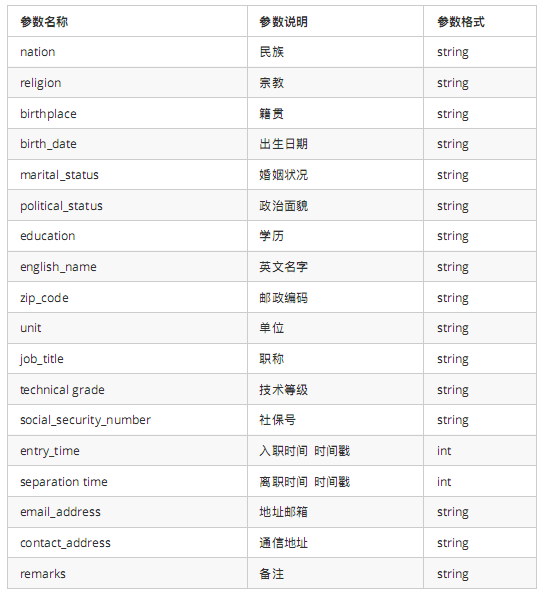 参数名称 参数说明 参数格式
nation 民族 string
religion 宗教 string
birthplace 籍贯 string
birth_date 出生日期 string
marital_status 婚姻状况 string
political_status 政治面貌 string
education 学历 string
english_name 英文名字 string
zip_code 邮政编码 string
unit 单位 string
job_title 职称 string
technical grade 技术等级 string
social_security_number 社保号 string
entry_time 入职时间 时间戳 int
separation time 离职时间 时间戳 int
email_address 地址邮箱 string
contact_address 通信地址 string
remarks 备注 string